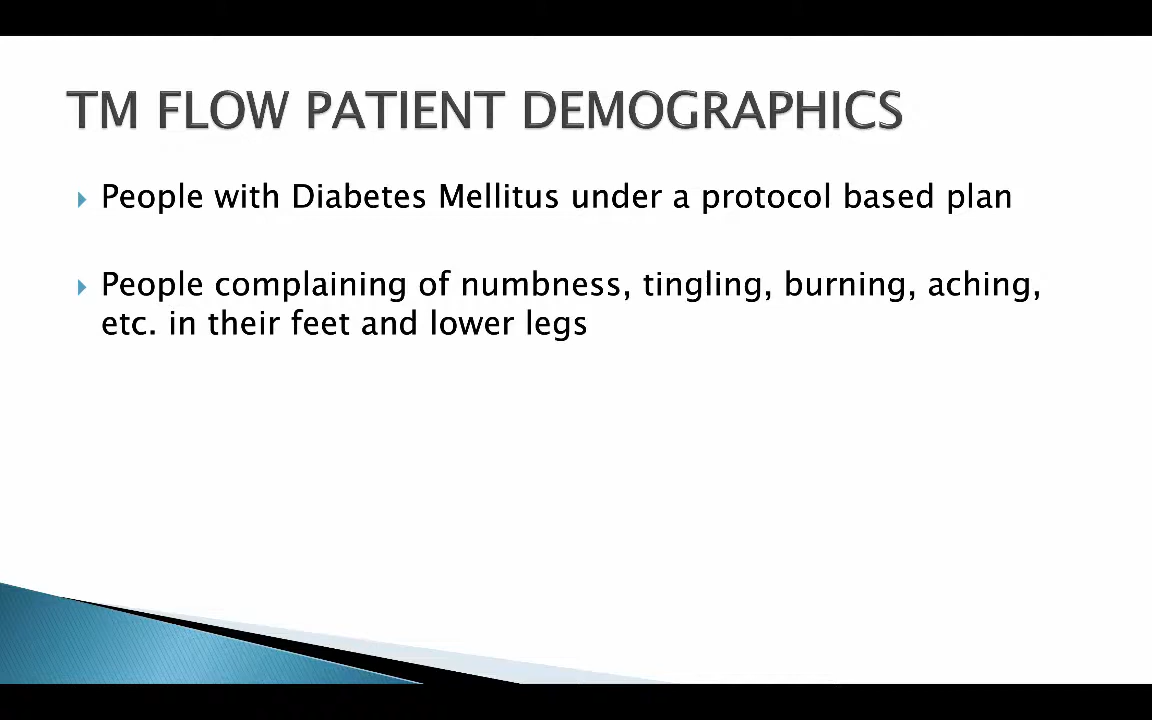 TM FLOW PATIENT DEMOGRAPHICS
People with Diabetes Mellitus under a protocol based plan
People complaining of numbness, tingling, burning, aching,
etc. in their feet and lower legs